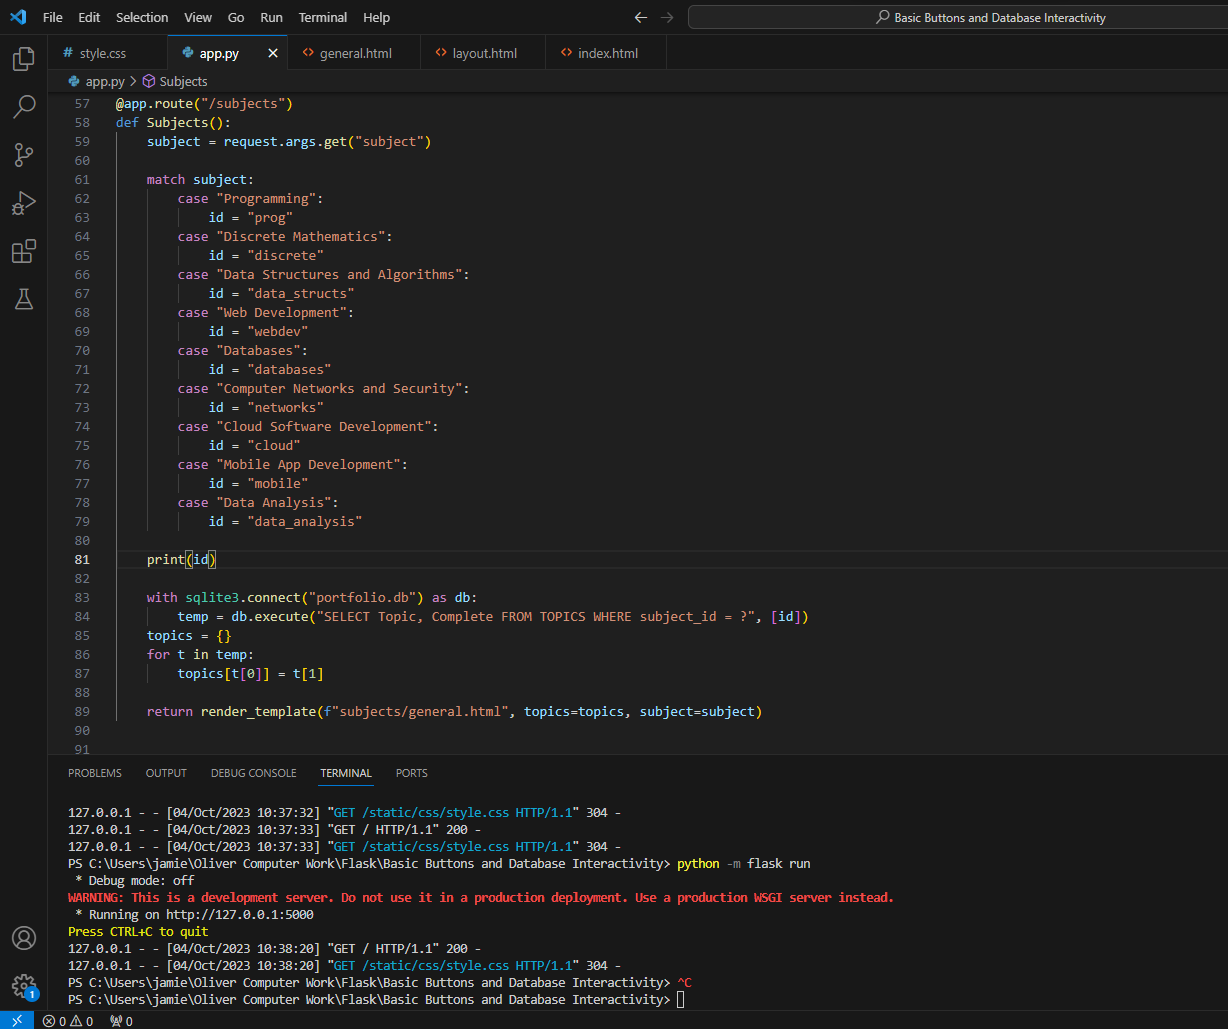 File Edit Selection View Go Run Terminal Help
Basic Buttons and Database Interactivity
# style.css app.py general.html layout.html index.html
app.py > Subjects
57 @app.route("/subjects")
58 def Subjects():
59 subject = request.args.get("subject")
60
61 match subject:
62 case "Programming":
63 id = "prog"
64 case "Discrete Mathematics":
65 id = "discrete"
66 case "Data Structures and Algorithms":
67 id = "data_structs"
68 case "Web Development":
69 id = "webdev"
70 case "Databases":
71 id = "databases"
72 case "Computer Networks and Security":
73 id = "networks"
74 case "Cloud Software Development":
75 id = "cloud"
76 case "Mobile App Development":
77 id = "mobile"
78 case "Data Analysis":
79 id = "data_analysis"
80
81 print(id)
82
83 with sqlite3.connect("portfolio.db") as db:
84 temp = db.execute("SELECT Topic, Complete FROM TOPICS WHERE subject_id = ?", [id])
85 topics = {}
86 for t in temp:
87 topics[t[0]] = t[1]
88
89 return render_template(f"subjects/general.html", topics=topics, subject=subject)
90
91
PROBLEMS OUTPUT DEBUG CONSOLE TERMINAL PORTS
127.0.0.1 - - [04/Oct/2023 10:37:32] "GET /static/css/style.css HTTP/1.1" 304 -
127.0.0.1 - - [04/Oct/2023 10:37:33] "GET / HTTP/1.1" 200 -
127.0.0.1 - - [04/Oct/2023 10:37:33] "GET /static/css/style.css HTTP/1.1" 304 -
PS C:\Users\jamie\Oliver Computer Work\Flask\Basic Buttons and Database Interactivity> python -m flask run
* Debug mode: off
WARNING: This is a development server. Do not use it in a production deployment. Use a production WSGI server instead.
* Running on http://127.0.0.1:5000
Press CTRL+C to quit
127.0.0.1 - - [04/Oct/2023 10:38:20] "GET / HTTP/1.1" 200 -
127.0.0.1 - - [04/Oct/2023 10:38:20] "GET /static/css/style.css HTTP/1.1" 304 -
PS C:\Users\jamie\Oliver Computer Work\Flask\Basic Buttons and Database Interactivity> ^C
PS C:\Users\jamie\Oliver Computer Work\Flask\Basic Buttons and Database Interactivity>
1
0 0 0